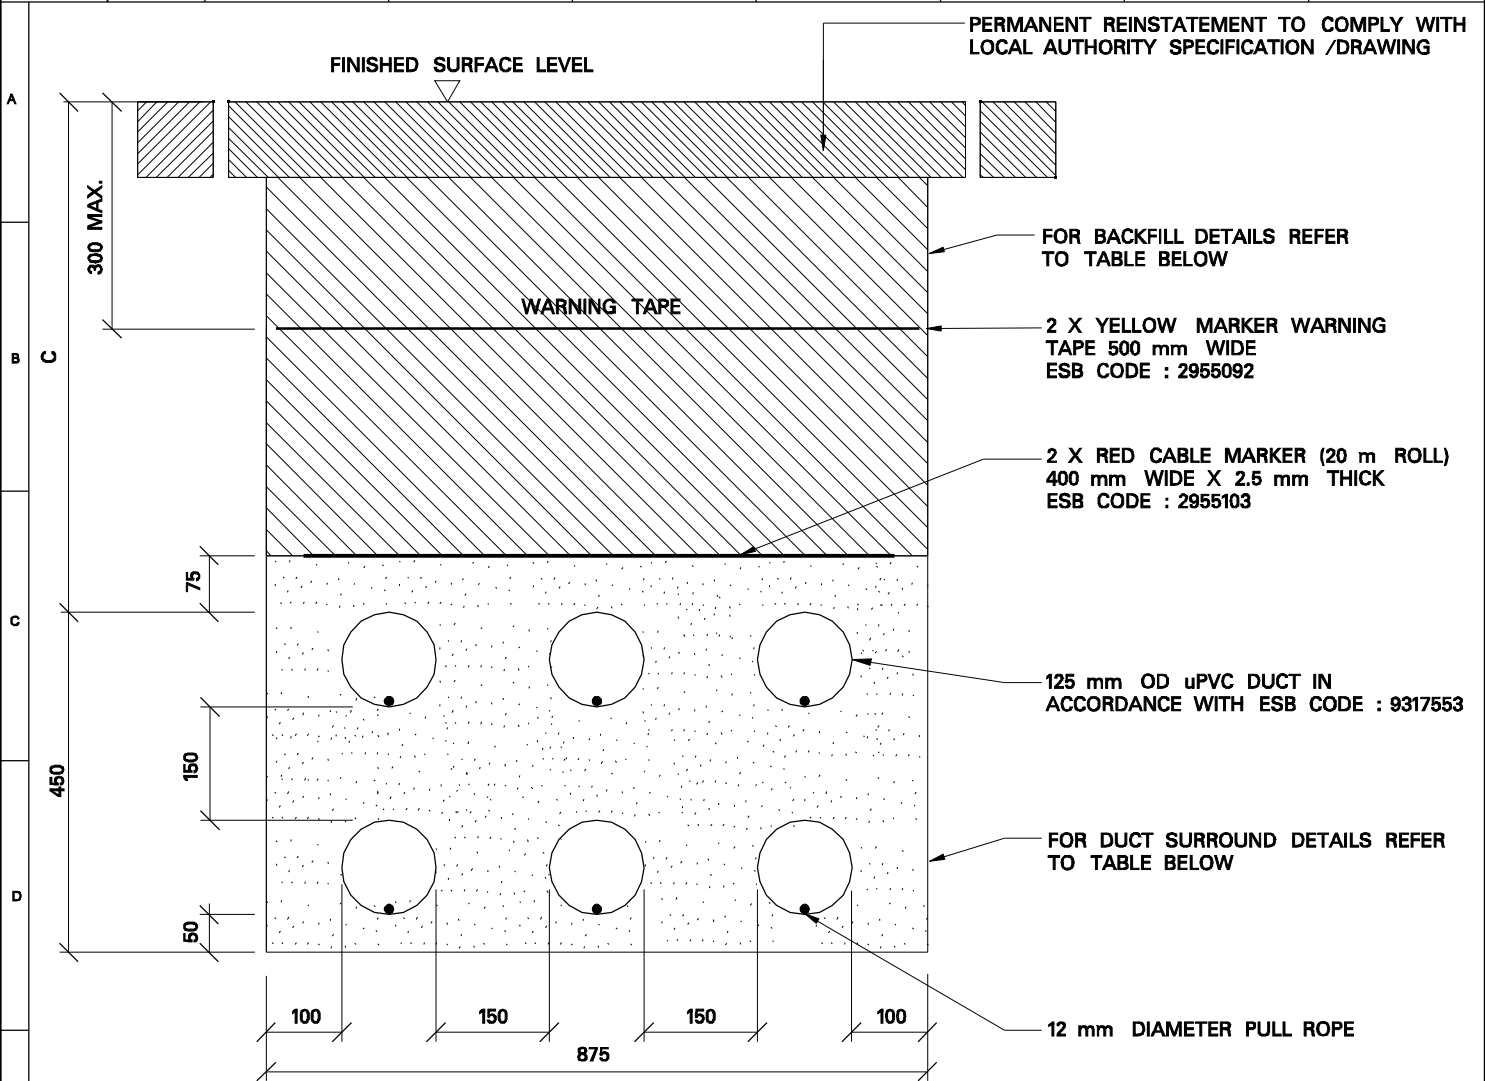 PERMANENT REINSTATEMENT TO COMPLY WITH
LOCAL AUTHORITY SPECIFICATION /DRAWING
FINISHED SURFACE LEVEL
A
300 MAX.
FOR BACKFILL DETAILS REFER
TO TABLE BELOW
WARNING TAPE
2 X YELLOW MARKER WARNING
TAPE 500 mm WIDE
ESB CODE : 2955092
B
C
2 X RED CABLE MARKER (20 m ROLL)
400 mm WIDE X 2.5 mm THICK
ESB CODE : 2955103
75
C
125 mm OD uPVC DUCT IN
ACCORDANCE WITH ESB CODE : 9317553
450
150
FOR DUCT SURROUND DETAILS REFER
TO TABLE BELOW
D
50
100
150
150
100
12 mm DIAMETER PULL ROPE
875